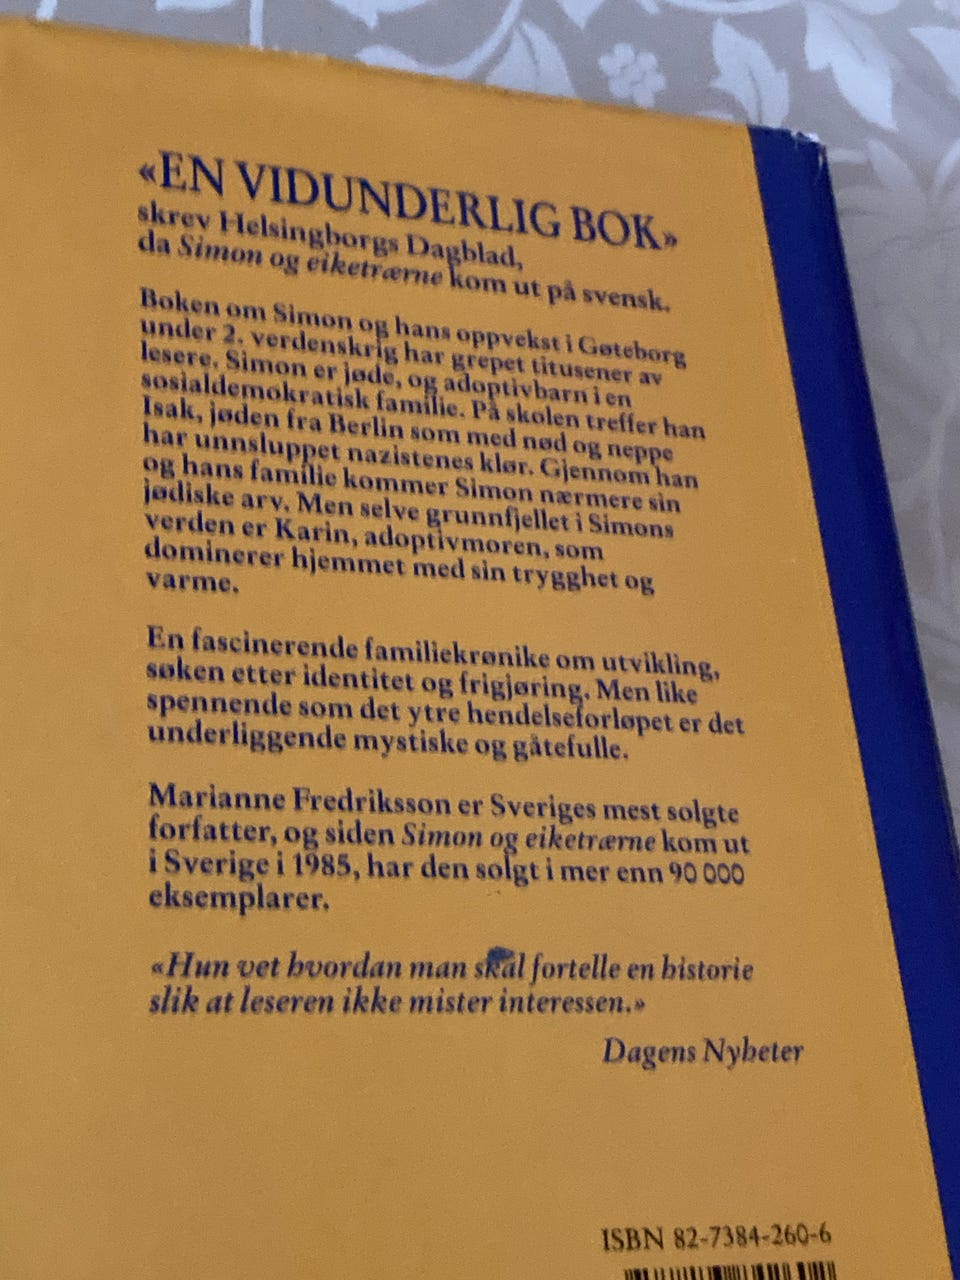 «EN VIDUNDERLIG BOK»
skrev Helsingborgs Dagblad,
da Simon og eiketrærne kom ut på svensk.
Boken om Simon og hans oppvekst i Gøteborg
under 2. verdenskrig har grepet titusener av
lesere. Simon er jøde, og adoptivbarn i en
sosialdemokratisk familie. På skolen treffer han
Isak, jøden fra Berlin som med nød og neppe
har unnsluppet nazistenes klør. Gjennom han
og hans familie kommer Simon nærmere sin
jødiske arv. Men selve grunnfjellet i Simons
verden er Karin, adoptivmoren, som
dominerer hjemmet med sin trygghet og
varme.
En fascinerende familiekrønike om utvikling,
søken etter identitet og frigjøring. Men like
spennende som det ytre hendelseforløpet er det
underliggende mystiske og gåtefulle.
Marianne Fredriksson er Sveriges mest solgte
forfatter, og siden Simon og eiketrærne kom ut
i Sverige i 1985, har den solgt i mer enn 90 000
eksemplarer.
«Hun vet hvordan man skal fortelle en historie
slik at leseren ikke mister interessen.»
Dagens Nyheter
ISBN 82-7384-260-6